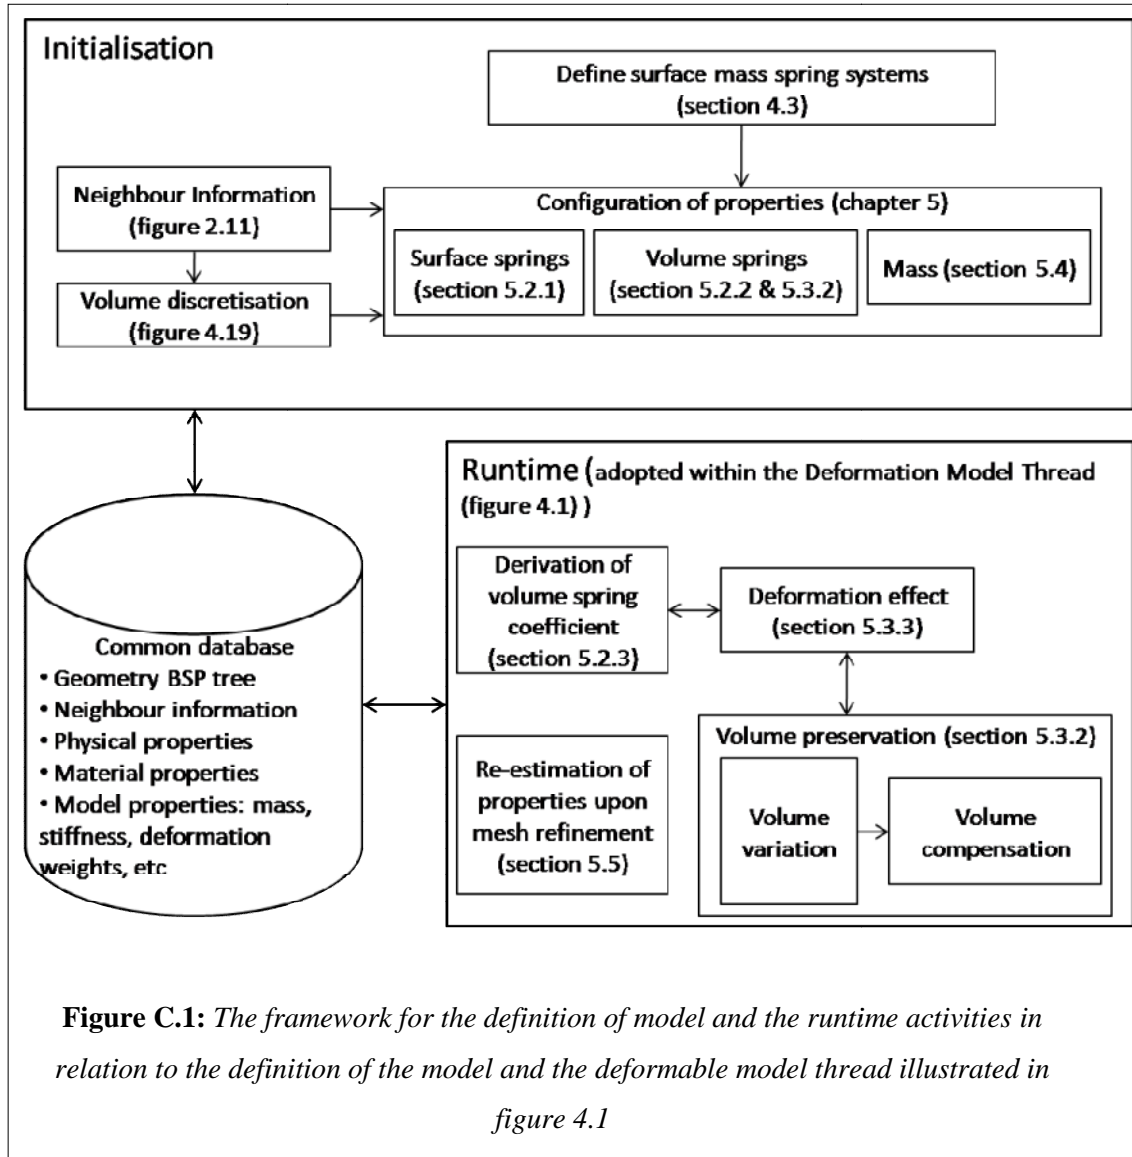 Initialisation
Define surface mass spring systems
(section 4.3)
Neighbour Information
(figure 2.11)
Configuration of properties (chapter 5)
Surface springs
(section 5.2.1)
Volume springs
(section 5.2.2 & 5.3.2)
Mass (section 5.4)
Volume discretisation
(figure 4.19)
Runtime (adopted within the Deformation Model Thread
(figure 4.1) )
Derivation of
volume spring
coefficient
(section 5.2.3)
Deformation effect
(section 5.3.3)
Common database
• Geometry BSP tree
• Neighbour information
• Physical properties
• Material properties
• Model properties: mass,
stiffness, deformation
weights, etc
Re-estimation of
properties upon
mesh refinement
(section 5.5)
Volume preservation (section 5.3.2)
Volume
variation
Volume
compensation
Figure C.1: The framework for the definition of model and the runtime activities in
relation to the definition of the model and the deformable model thread illustrated in
figure 4.1